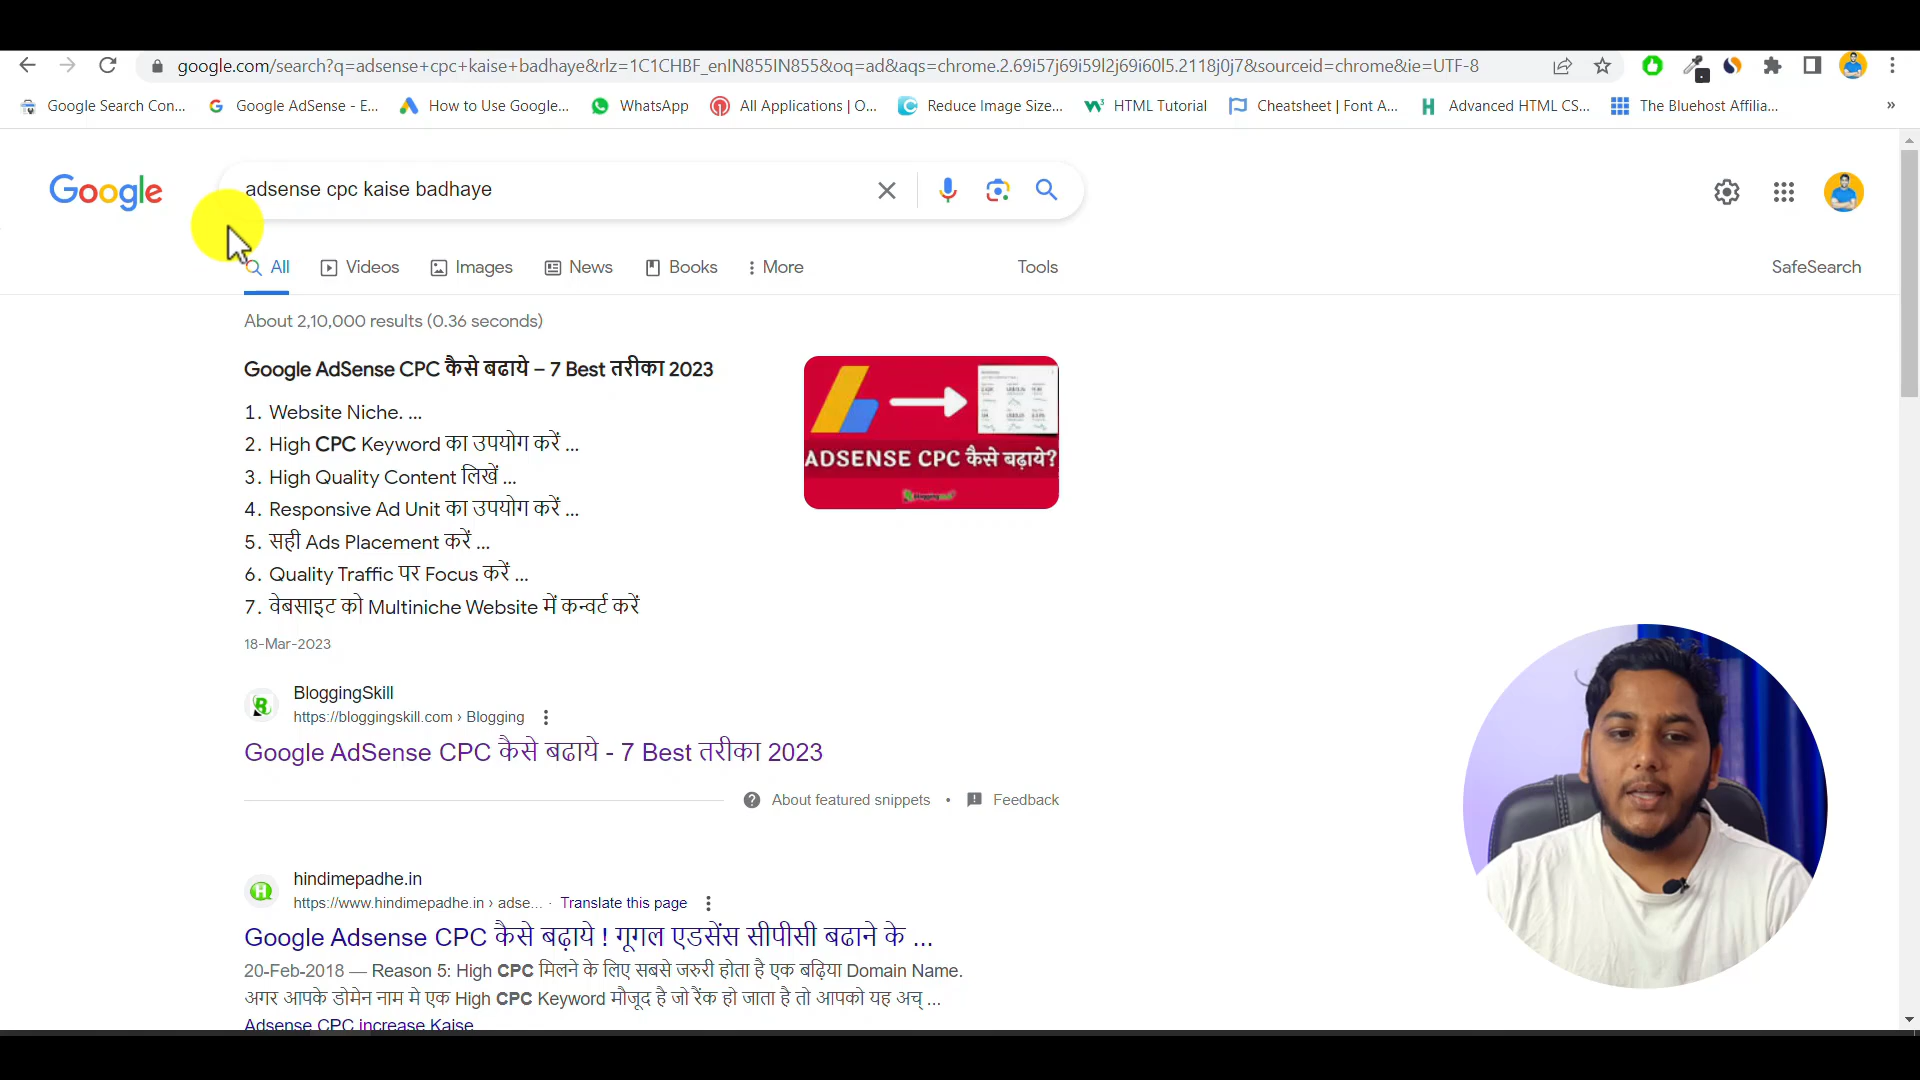 google.com/search?q=adsense+cpc+kaise+badhaye&rlz=1C1CHBF_enIN855IN855&oq=ad&aqs=chrome.2.69i57j69i59l2j69i60l5.2118j0j7&sourceid=chrome&ie=UTF-8
Google Search Con... Google AdSense - E... How to Use Google... WhatsApp All Applications | O... Reduce Image Size... HTML Tutorial Cheatsheet | Font A... Advanced HTML CS... The Bluehost Affilia... »
Google adsense cpc kaise badhaye
All Videos Images News Books More Tools SafeSearch
About 2,10,000 results (0.36 seconds)
Google AdSense CPC कैसे बढाये – 7 Best तरीका 2023
1. Website Niche. ...
2. High CPC Keyword का उपयोग करें ...
3. High Quality Content लिखें ...
4. Responsive Ad Unit का उपयोग करें ...
5. सही Ads Placement करें ...
6. Quality Traffic पर Focus करें ...
7. वेबसाइट को Multiniche Website में कन्वर्ट करें
ADSENSE CPC कैसे बढ़ाये?
18-Mar-2023
BloggingSkill
https://bloggingskill.com › Blogging
Google AdSense CPC कैसे बढाये - 7 Best तरीका 2023
About featured snippets • Feedback
hindimepadhe.in
https://www.hindimepadhe.in › adse... · Translate this page
Google Adsense CPC कैसे बढ़ाये ! गूगल एडसेंस सीपीसी बढाने के ...
20-Feb-2018 — Reason 5: High CPC मिलने के लिए सबसे जरुरी होता है एक बढ़िया Domain Name.
अगर आपके डोमेन नाम मे एक High CPC Keyword मौजूद है जो रैंक हो जाता है तो आपको यह अच् ...
Adsense CPC increase Kaise